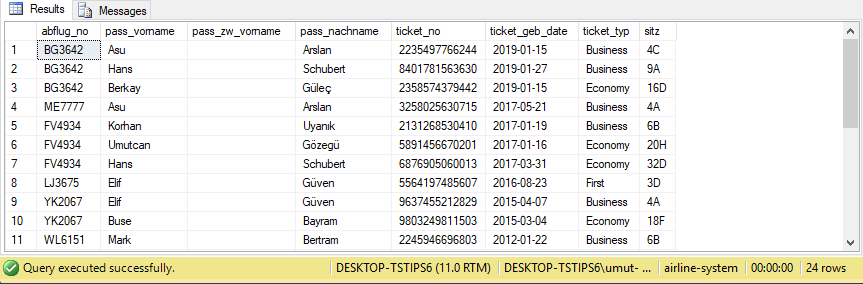 Results Messages
abflug_no pass_vorname pass_zw_vorname pass_nachname ticket_no ticket_geb_date ticket_typ sitz
1 BG3642 Asu Arslan 2235497766244 2019-01-15 Business 4C
2 BG3642 Hans Schubert 8401781563630 2019-01-27 Business 9A
3 BG3642 Berkay Güleç 2358574379442 2019-01-15 Economy 16D
4 ME7777 Asu Arslan 3258025630715 2017-05-21 Business 4A
5 FV4934 Korhan Uyanık 2131268530410 2017-01-19 Business 6B
6 FV4934 Umutcan Gözegü 5891456670201 2017-01-16 Economy 20H
7 FV4934 Hans Schubert 6876905060013 2017-03-31 Economy 32D
8 LJ3675 Elif Güven 5564197485607 2016-08-23 First 3D
9 YK2067 Elif Güven 9637455212829 2015-04-07 Business 4A
10 YK2067 Buse Bayram 9803249811503 2015-03-04 Economy 18F
11 WL6151 Mark Bertram 2245946696803 2012-01-22 Business 6B
Query executed successfully. DESKTOP-TSTIPS6 (11.0 RTM) DESKTOP-TSTIPS6\umut- ... airline-system 00:00:00 24 rows